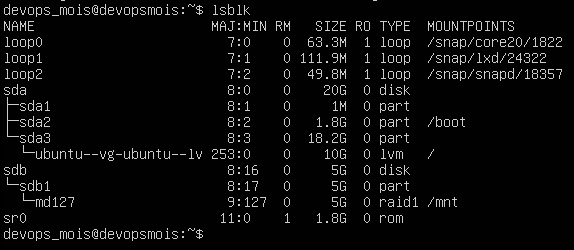 devops_mois@devopsmois:~$ lsblk
NAME                      MAJ:MIN RM   SIZE RO TYPE  MOUNTPOINTS
loop0                       7:0    0  63.3M  1 loop  /snap/core20/1822
loop1                       7:1    0 111.9M  1 loop  /snap/lxd/24322
loop2                       7:2    0  49.8M  1 loop  /snap/snapd/18357
sda                         8:0    0    20G  0 disk
├─sda1                      8:1    0     1M  0 part
├─sda2                      8:2    0   1.8G  0 part  /boot
└─sda3                      8:3    0  18.2G  0 part
  └─ubuntu--vg-ubuntu--lv 253:0    0    10G  0 lvm   /
sdb                         8:16   0     5G  0 disk
└─sdb1                      8:17   0     5G  0 part
  └─md127                   9:127  0     5G  0 raid1 /mnt
sr0                        11:0    1   1.8G  0 rom
devops_mois@devopsmois:~$